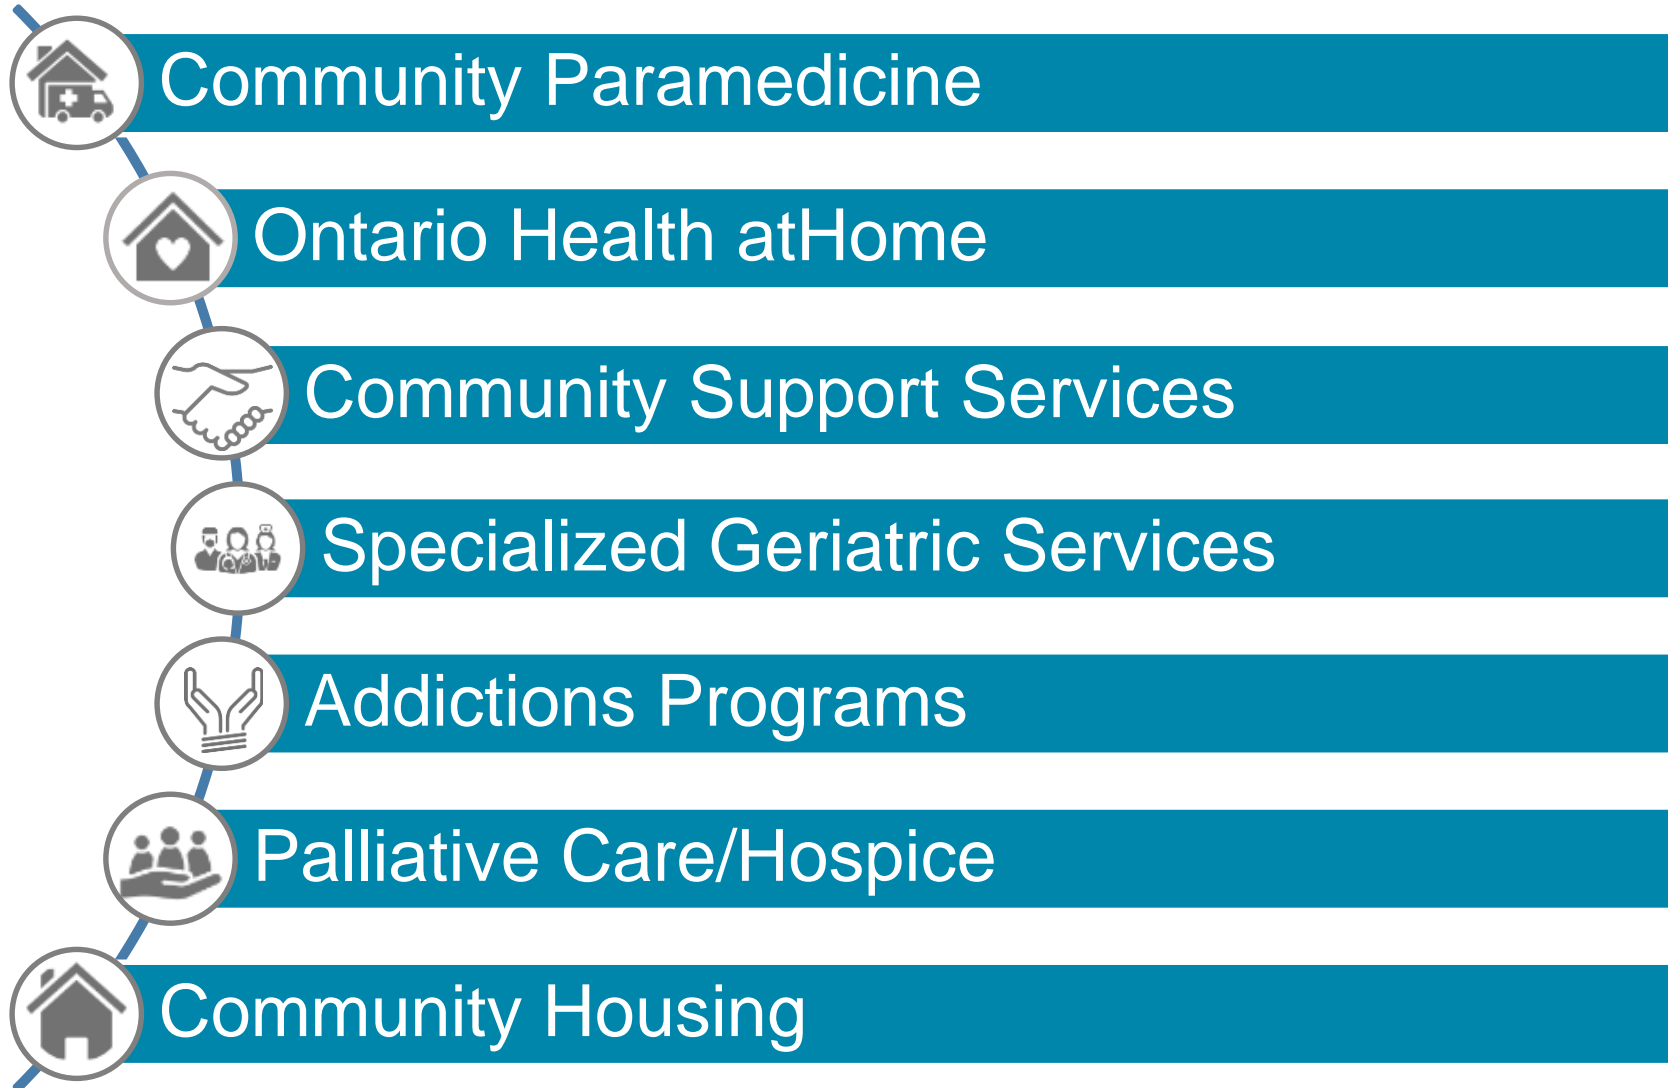 Community Paramedicine
Ontario Health atHome
Community Support Services
Specialized Geriatric Services
Addictions Programs
Palliative Care/Hospice
Community Housing